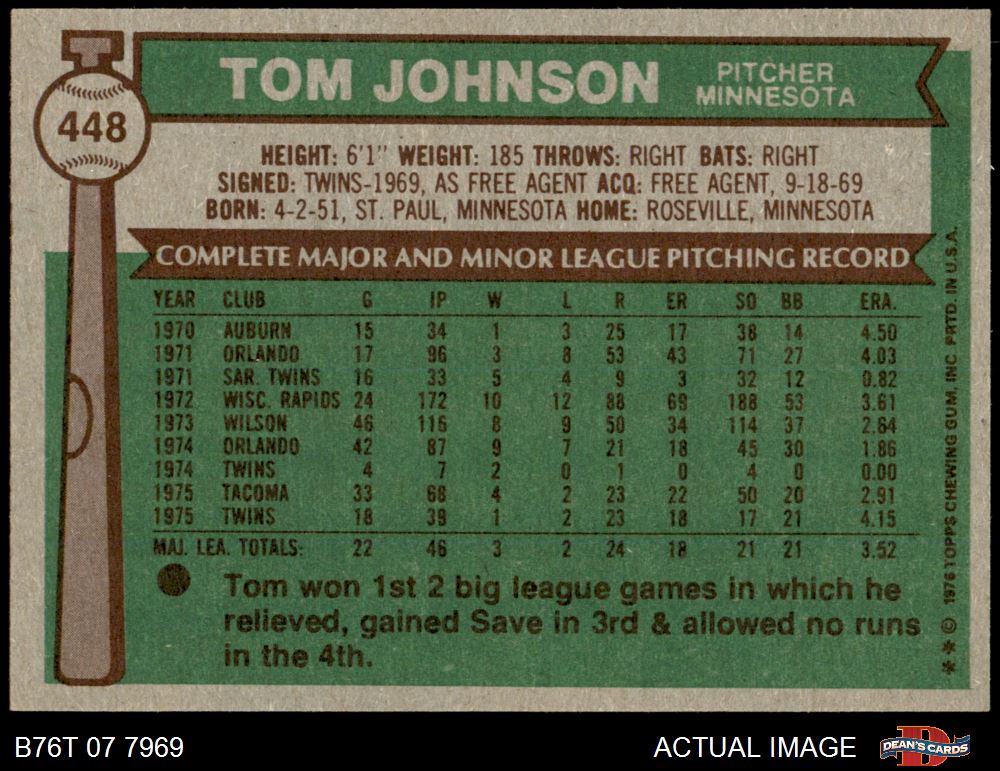 448
TOM JOHNSON
PITCHER
MINNESOTA
HEIGHT: 6'1" WEIGHT: 185 THROWS: RIGHT BATS: RIGHT
SIGNED: TWINS-1969, AS FREE AGENT ACQ: FREE AGENT, 9-18-69
BORN: 4-2-51, ST. PAUL, MINNESOTA HOME: ROSEVILLE, MINNESOTA
COMPLETE MAJOR AND MINOR LEAGUE PITCHING RECORD
YEAR CLUB G IP W L R ER SO BB ERA.
1970 AUBURN 15 34 1 3 25 17 38 14 4.50
1971 ORLANDO 17 96 3 8 53 43 71 27 4.03
1971 SAR. TWINS 16 33 5 4 9 3 32 12 0.82
1972 WISC. RAPIDS 24 172 10 12 88 69 188 53 3.61
1973 WILSON 46 116 8 9 50 34 114 37 2.64
1974 ORLANDO 42 87 9 7 21 18 45 30 1.86
1974 TWINS 4 7 2 0 1 0 4 0 0.00
1975 TACOMA 33 68 4 2 23 22 50 20 2.91
1975 TWINS 18 39 1 2 23 18 17 21 4.15
MAJ. LEA. TOTALS: 22 46 3 2 24 18 21 21 3.52
Tom won 1st 2 big league games in which he
relieved, gained Save in 3rd & allowed no runs
in the 4th.
** © 1976 TOPPS CHEWING GUM, INC PRTD. IN U.S.A.
B76T 07 7969
ACTUAL IMAGE
DEAN'S CARDS